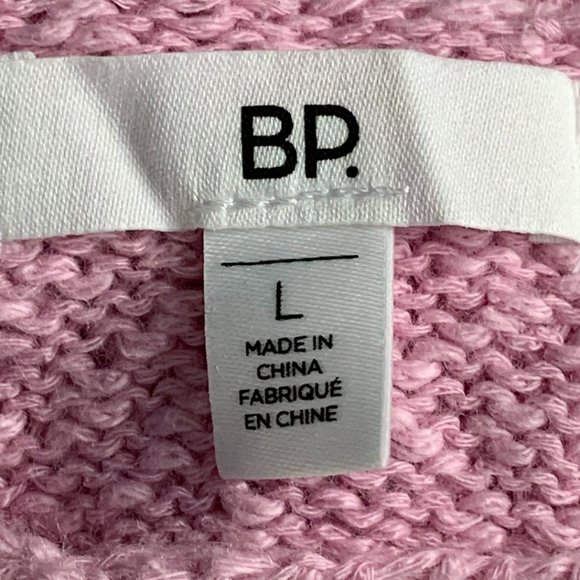 BP.
L
MADE IN
CHINA
FABRIQUÉ
EN CHINE